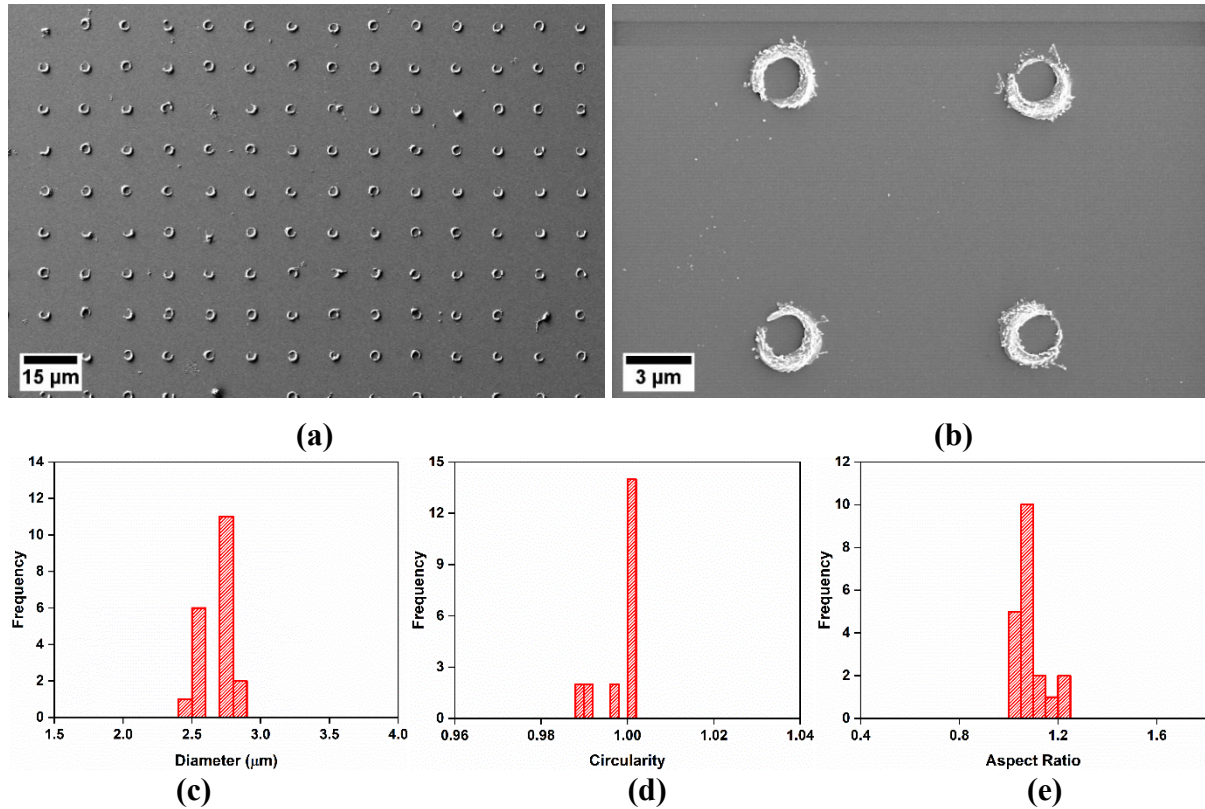 15 µm
3 µm
(a)
(b)
14
12
10
8
6
4
2
0
Frequency
1.5
2.0
2.5
3.0
3.5
4.0
Diameter (µm)
(c)
15
12
9
6
3
0
Frequency
0.96
0.98
1.00
1.02
1.04
Circularity
(d)
12
10
8
6
4
2
0
Frequency
0.4
0.8
1.2
1.6
Aspect Ratio
(e)